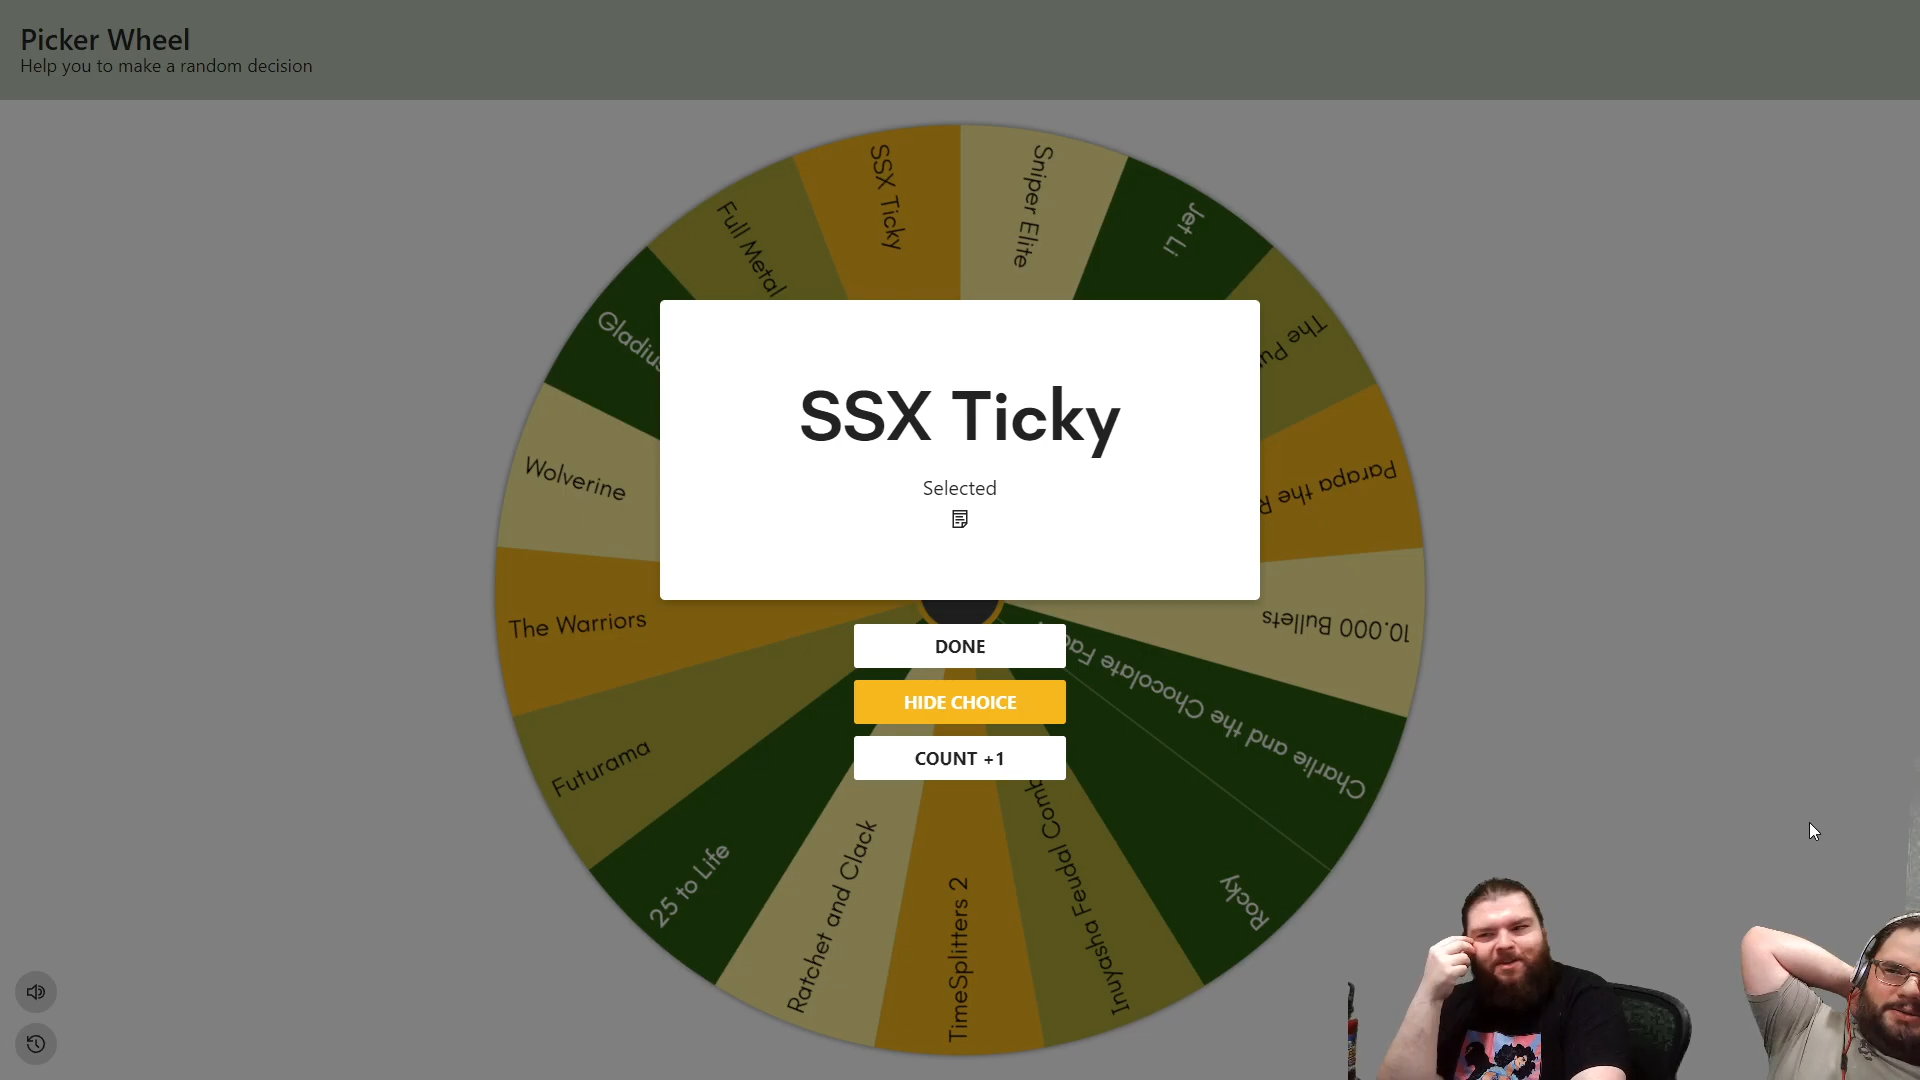 Picker Wheel
Help you to make a random decision
SSX Ticky
Sniper Elite
Jet Li
The Pu
Parapa the R
10.000 Bullets
Charlie and the Chocolate Fac
Rocky
Inuyasha Feudal Comb
TimeSplitters 2
Ratchet and Clack
25 to Life
Futurama
The Warriors
Wolverine
Gladius
Full Metal
SSX Ticky
Selected
DONE
HIDE CHOICE
COUNT +1